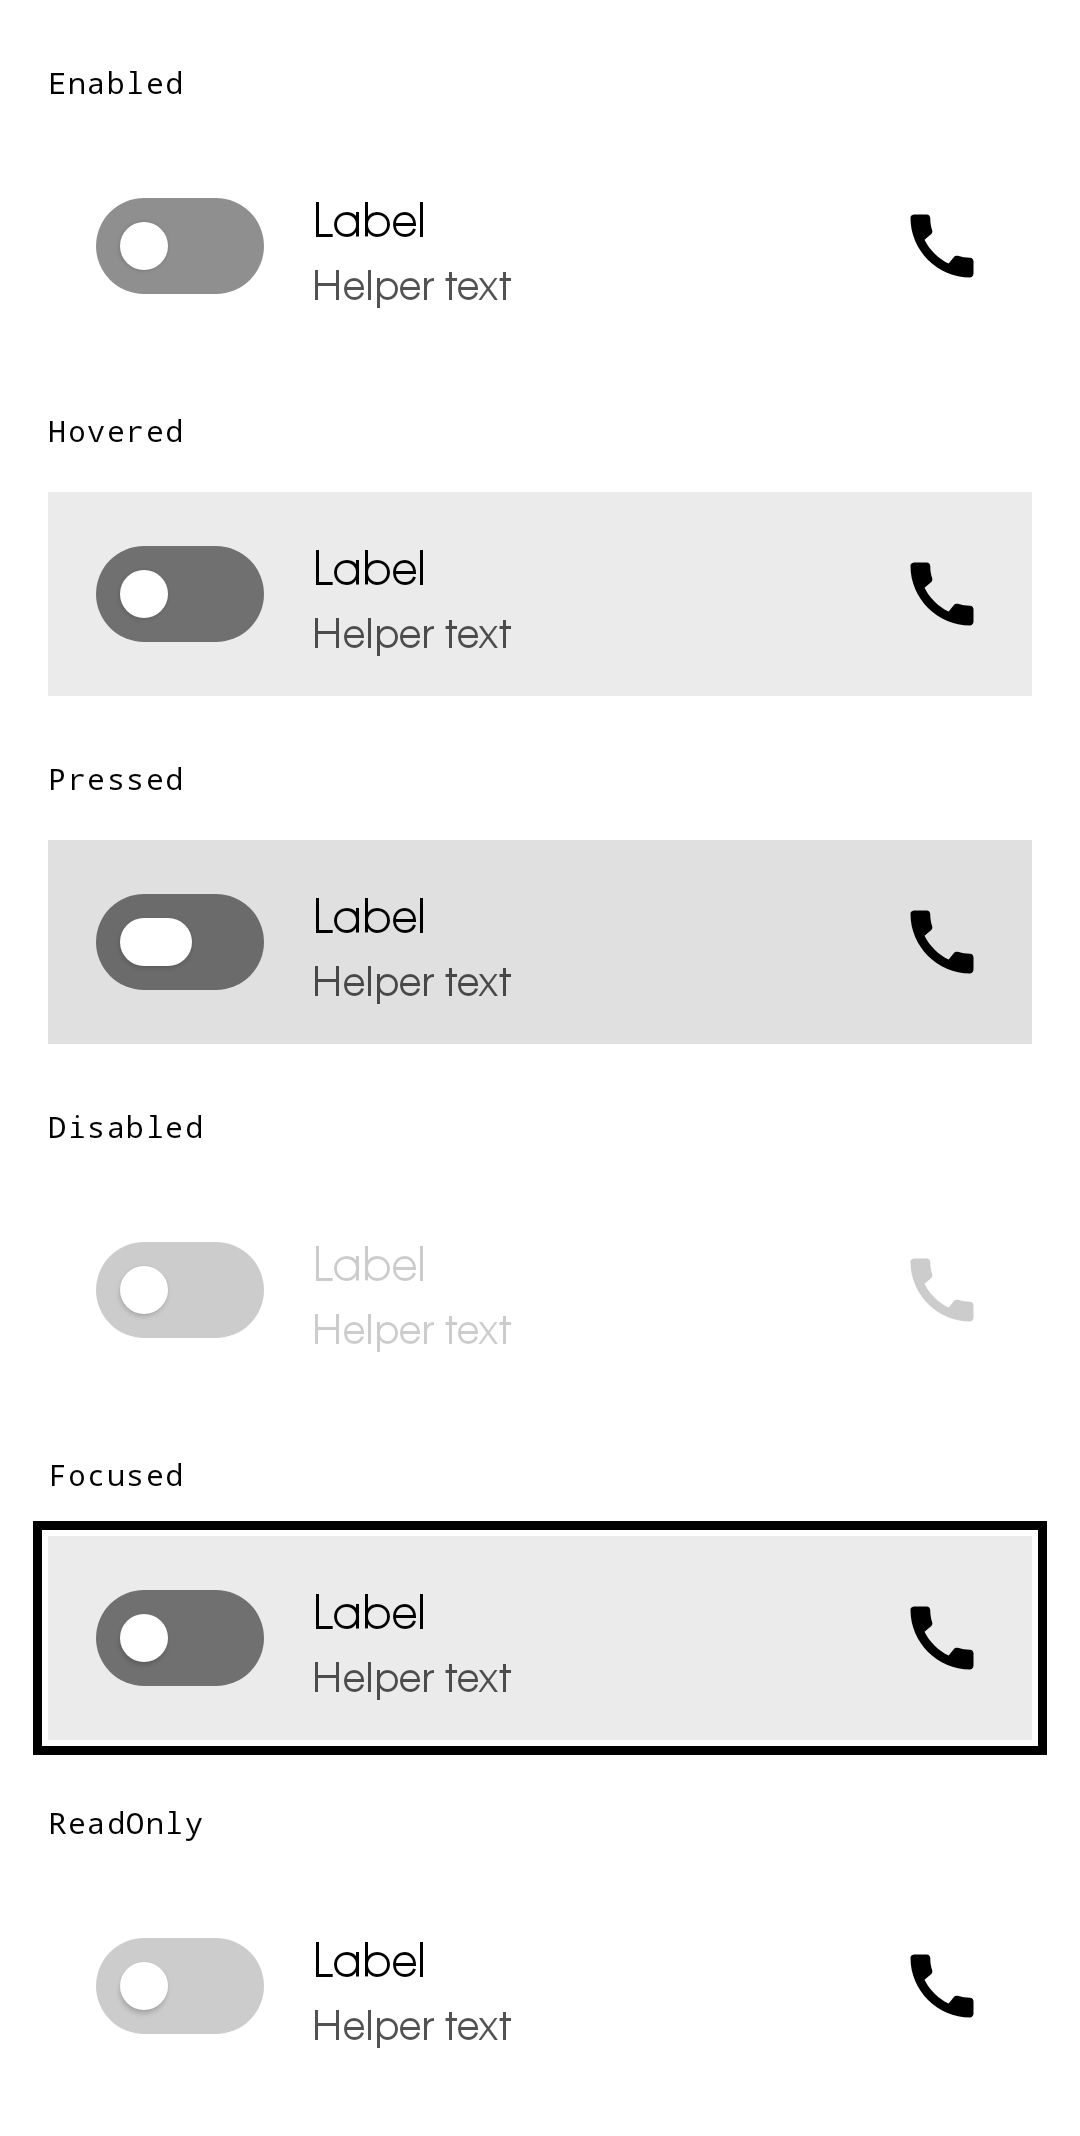 Enabled
Label
Helper text
Hovered
Label
Helper text
Pressed
Label
Helper text
Disabled
Label
Helper text
Focused
Label
Helper text
ReadOnly
Label
Helper text